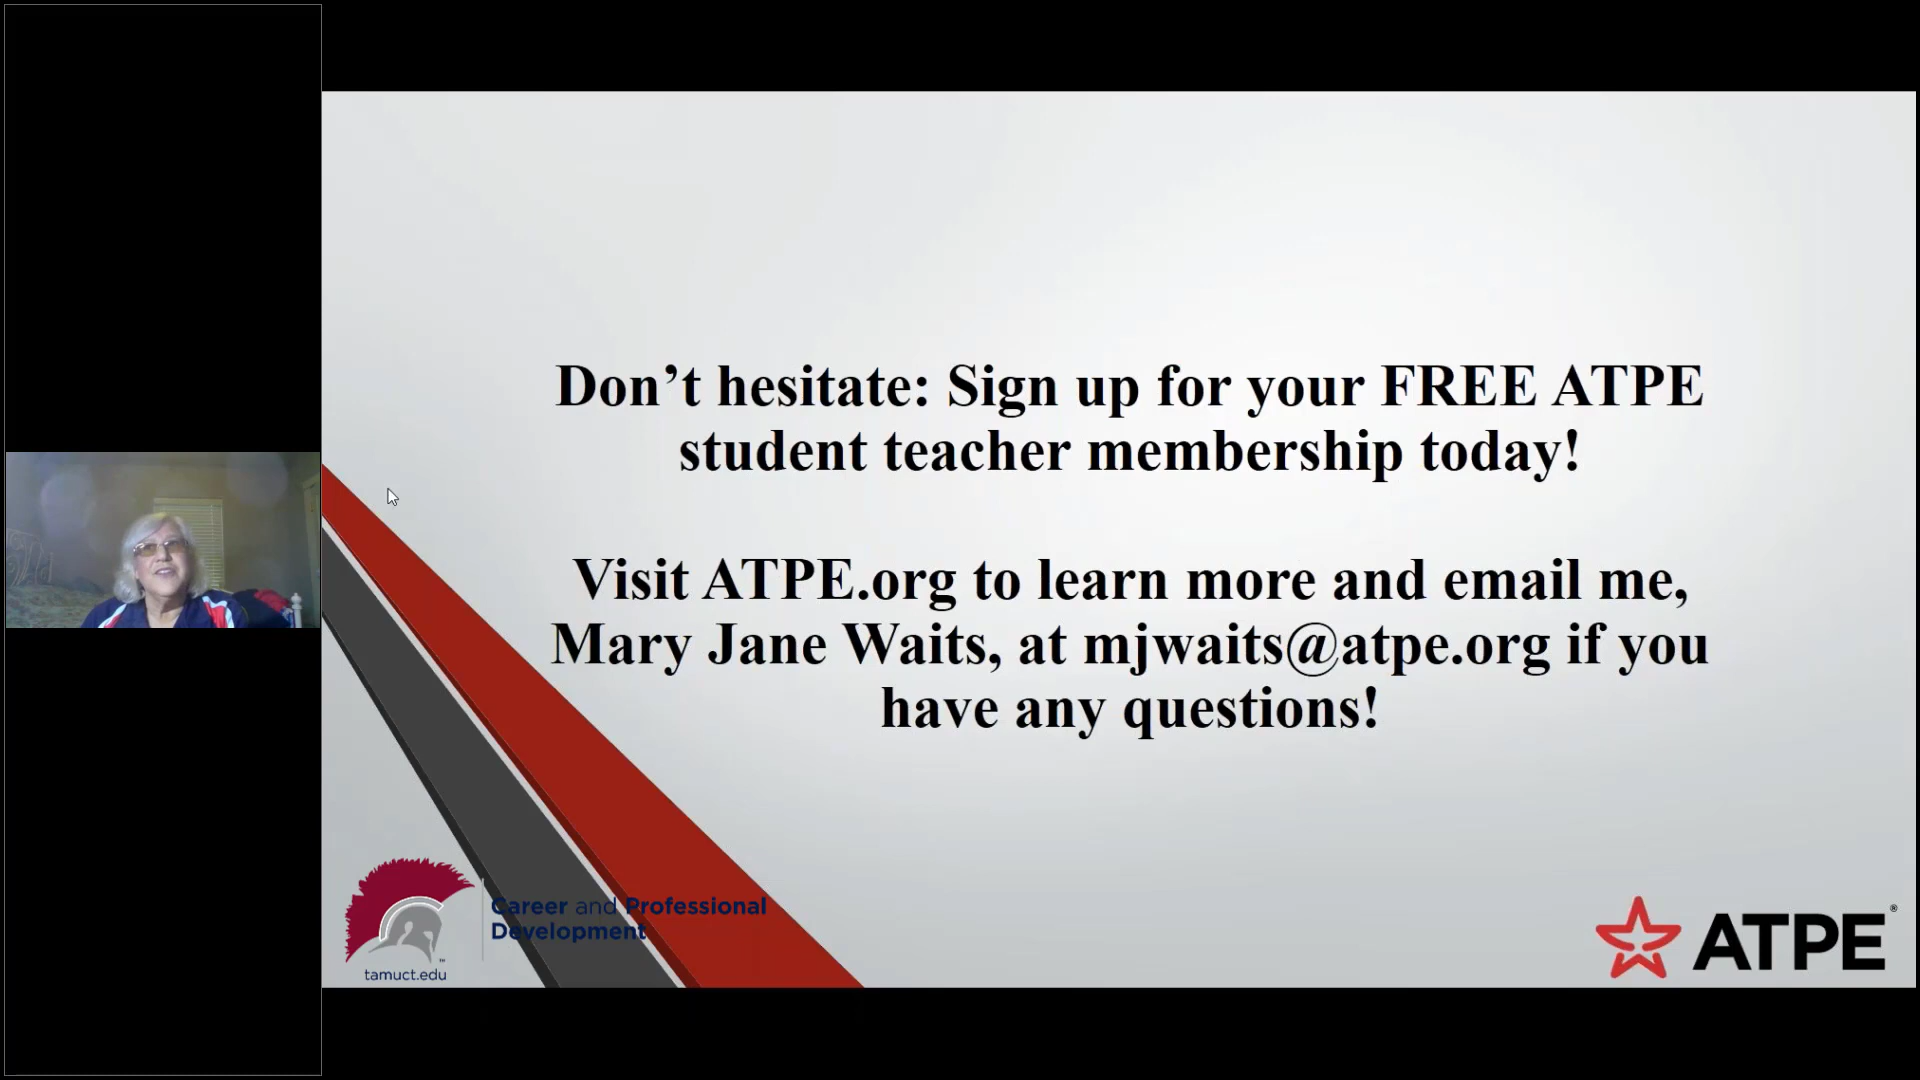 Don’t hesitate: Sign up for your FREE ATPE
student teacher membership today!
Visit ATPE.org to learn more and email me,
Mary Jane Waits, at mjwaits@atpe.org if you
have any questions!
Career and Professional
Development
™
tamuct.edu
ATPE®